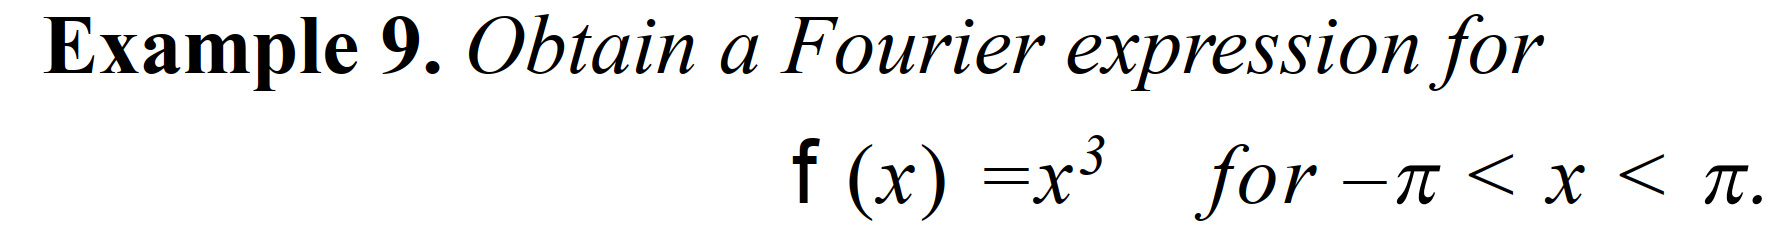 Example 9. Obtain a Fourier expression for
f (x) =x³ for –π < x < π.